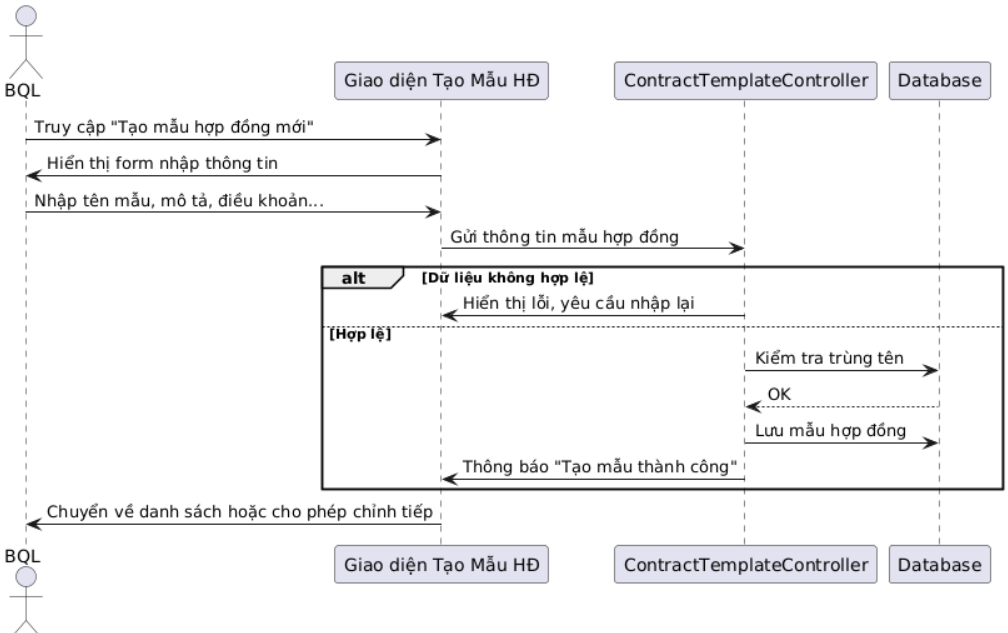 BQL
Giao diện Tạo Mẫu HĐ
ContractTemplateController
Database
Truy cập "Tạo mẫu hợp đồng mới"
Hiển thị form nhập thông tin
Nhập tên mẫu, mô tả, điều khoản...
Gửi thông tin mẫu hợp đồng
alt
[Dữ liệu không hợp lệ]
Hiển thị lỗi, yêu cầu nhập lại
[Hợp lệ]
Kiểm tra trùng tên
OK
Lưu mẫu hợp đồng
Thông báo "Tạo mẫu thành công"
Chuyển về danh sách hoặc cho phép chỉnh tiếp
BQL
Giao diện Tạo Mẫu HĐ
ContractTemplateController
Database